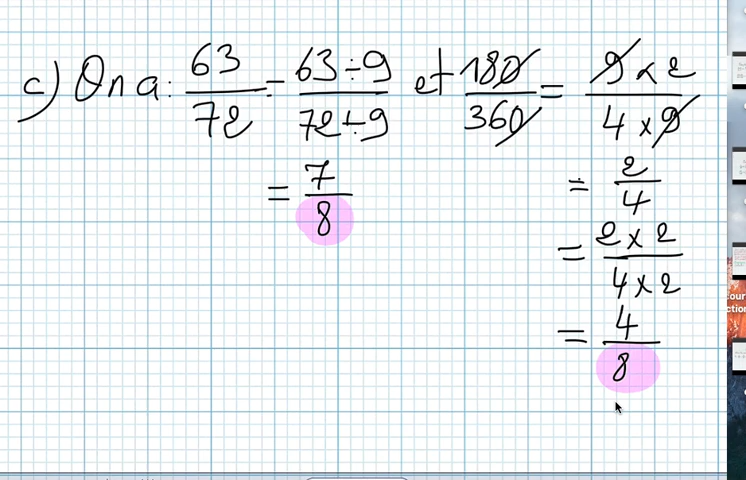 c) On a : 63/72 = 63÷9/72÷9 et 180/360 = 9×2/4×9
= 7/8
= 2/4
= 2×2/4×2
= 4/8